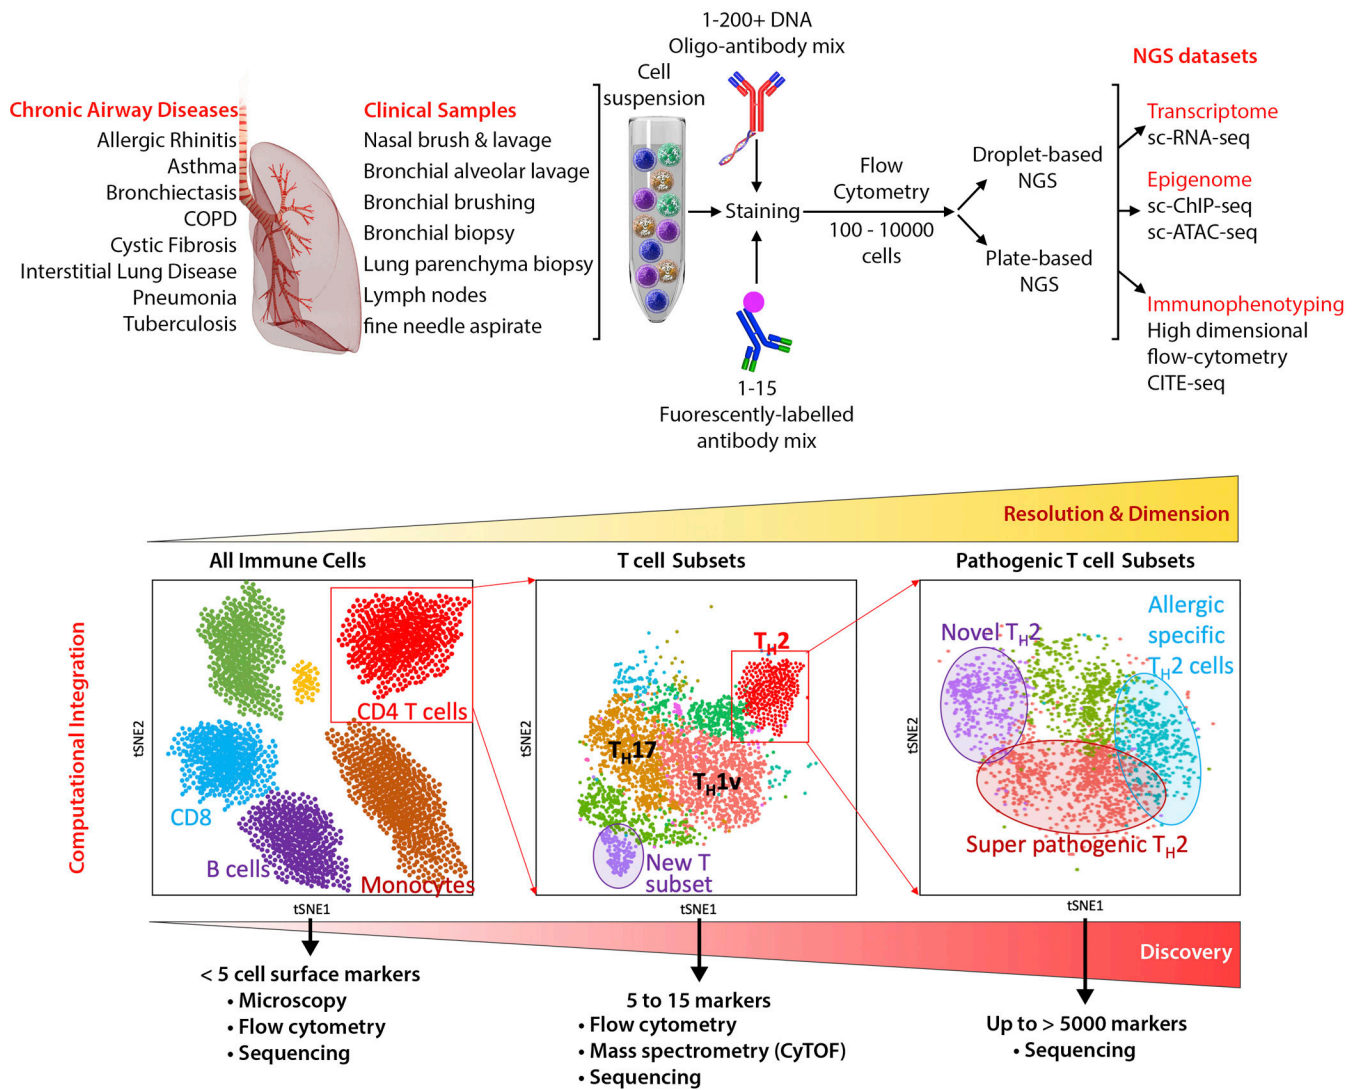 1-200+ DNA
Oligo-antibody mix
NGS datasets
Chronic Airway Diseases
Allergic Rhinitis
Asthma
Bronchiectasis
COPD
Cystic Fibrosis
Interstitial Lung Disease
Pneumonia
Tuberculosis
Clinical Samples
Nasal brush & lavage
Bronchial alveolar lavage
Bronchial brushing
Bronchial biopsy
Lung parenchyma biopsy
Lymph nodes
fine needle aspirate
Cell
suspension
Staining
1-15
Fuorescently-labelled
antibody mix
Flow
Cytometry
100 - 10000
cells
Droplet-based
NGS
Plate-based
NGS
Transcriptome
sc-RNA-seq
Epigenome
sc-ChIP-seq
sc-ATAC-seq
Immunophenotyping
High dimensional
flow-cytometry
CITE-seq
Resolution & Dimension
Computational Integration
All Immune Cells
CD4 T cells
CD8
B cells
Monocytes
tSNE2
tSNE1
T cell Subsets
TH2
TH17
TH1v
New T
subset
tSNE2
tSNE1
Pathogenic T cell Subsets
Novel TH2
Allergic
specific
TH2 cells
Super pathogenic TH2
tSNE2
tSNE1
Discovery
< 5 cell surface markers
• Microscopy
• Flow cytometry
• Sequencing
5 to 15 markers
• Flow cytometry
• Mass spectrometry (CyTOF)
• Sequencing
Up to > 5000 markers
• Sequencing